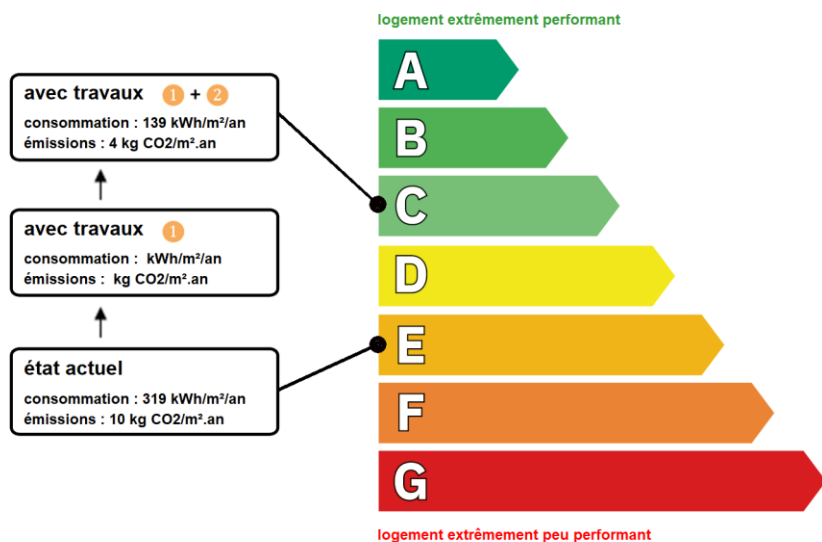 logement extrêmement performant
avec travaux 1 + 2
consommation : 139 kWh/m²/an
émissions : 4 kg CO2/m².an
avec travaux 1
consommation : kWh/m²/an
émissions : kg CO2/m².an
état actuel
consommation : 319 kWh/m²/an
émissions : 10 kg CO2/m².an
A
B
C
D
E
F
G
logement extrêmement peu performant